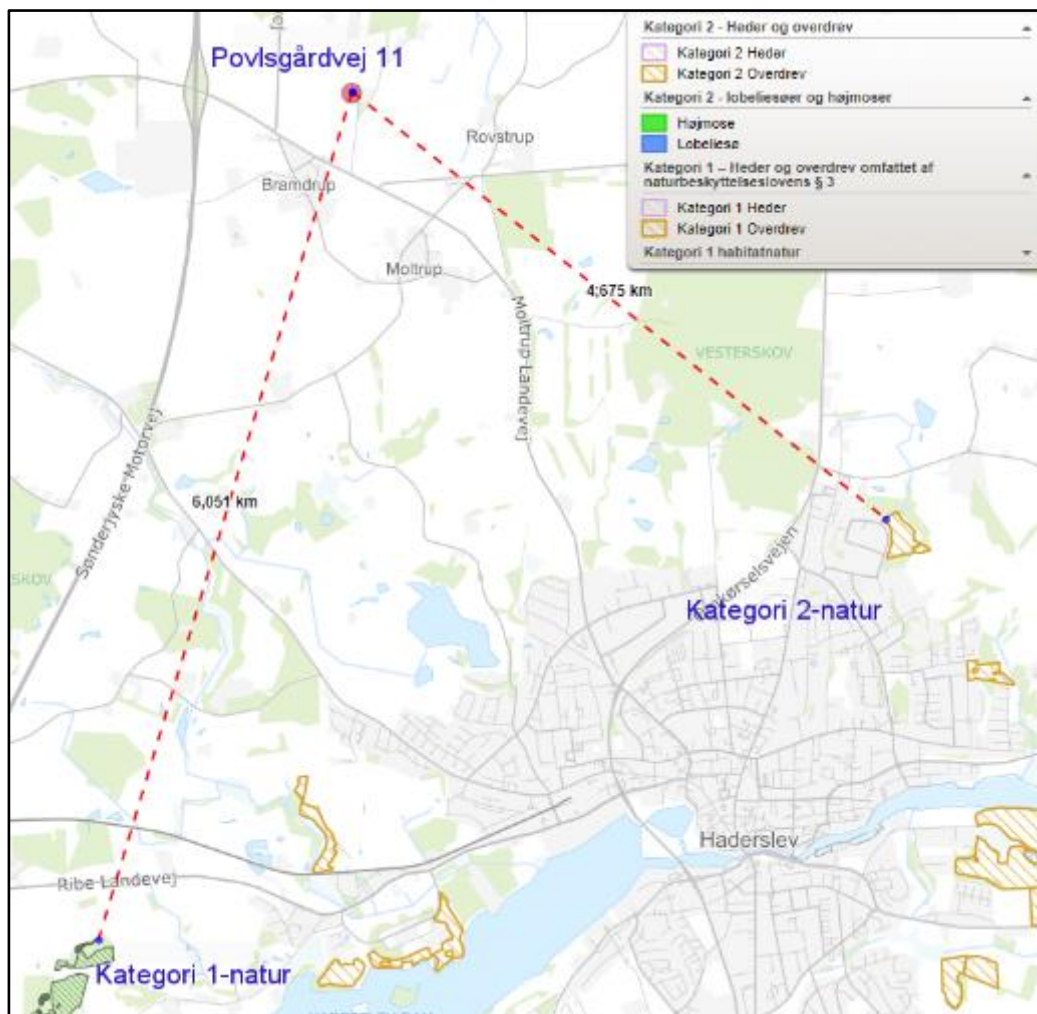 Povlsgårdvej 11
Kategori 2 - Heder og overdrev
Kategori 2 Heder
Kategori 2 Overdrev
Kategori 2 - lobeliesøer og højmoser
Højmose
Lobeliesø
Kategori 1 – Heder og overdrev omfattet af
naturbeskyttelseslovens § 3
Kategori 1 Heder
Kategori 1 Overdrev
Kategori 1 habitatnatur
Rovstrup
Bramdrup
Moltrup
4,675 km
Moltrup Landevej
VESTERSKOV
6,051 km
Sønderjyske Motorvej
SKOV
Kategori 2-natur
Haderslev
Ribe Landevej
Kategori 1-natur